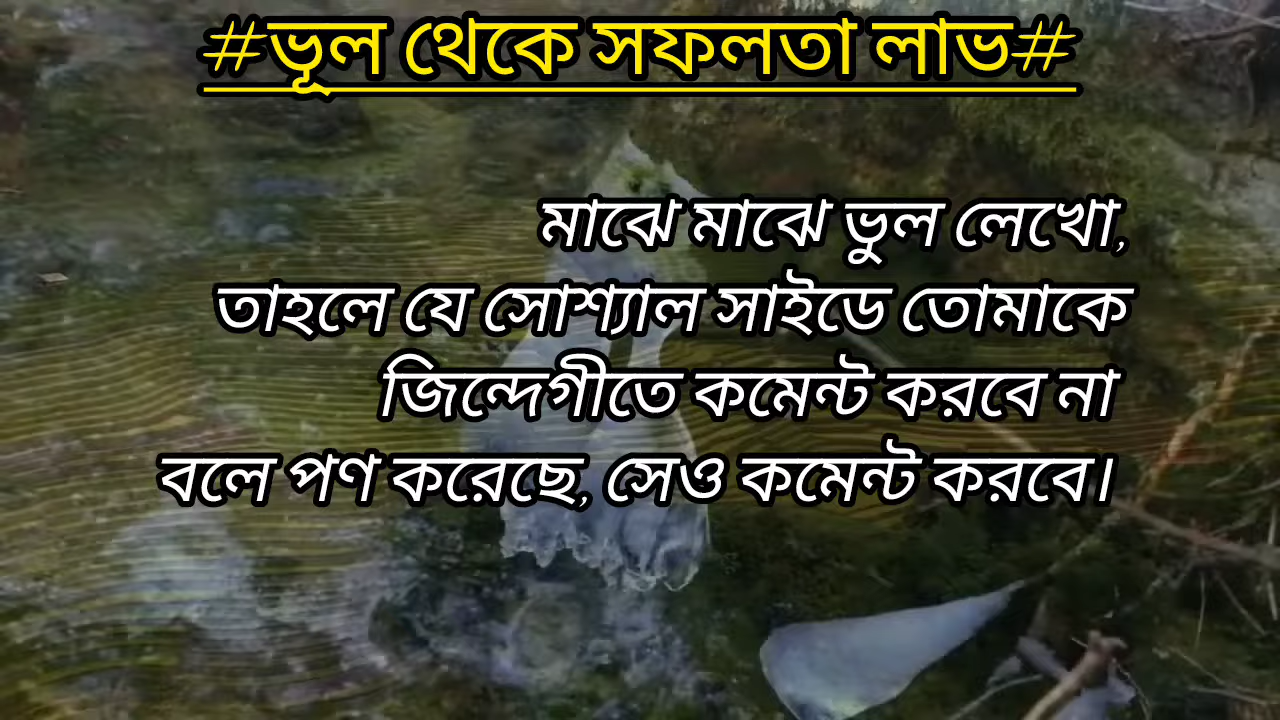 #ভূল থেকে সফলতা লাভ#
মাঝে মাঝে ভুল লেখো,
তাহলে যে সোশ্যাল সাইডে তোমাকে
জিন্দেগীতে কমেন্ট করবে না
বলে পণ করেছে, সেও কমেন্ট করবে।